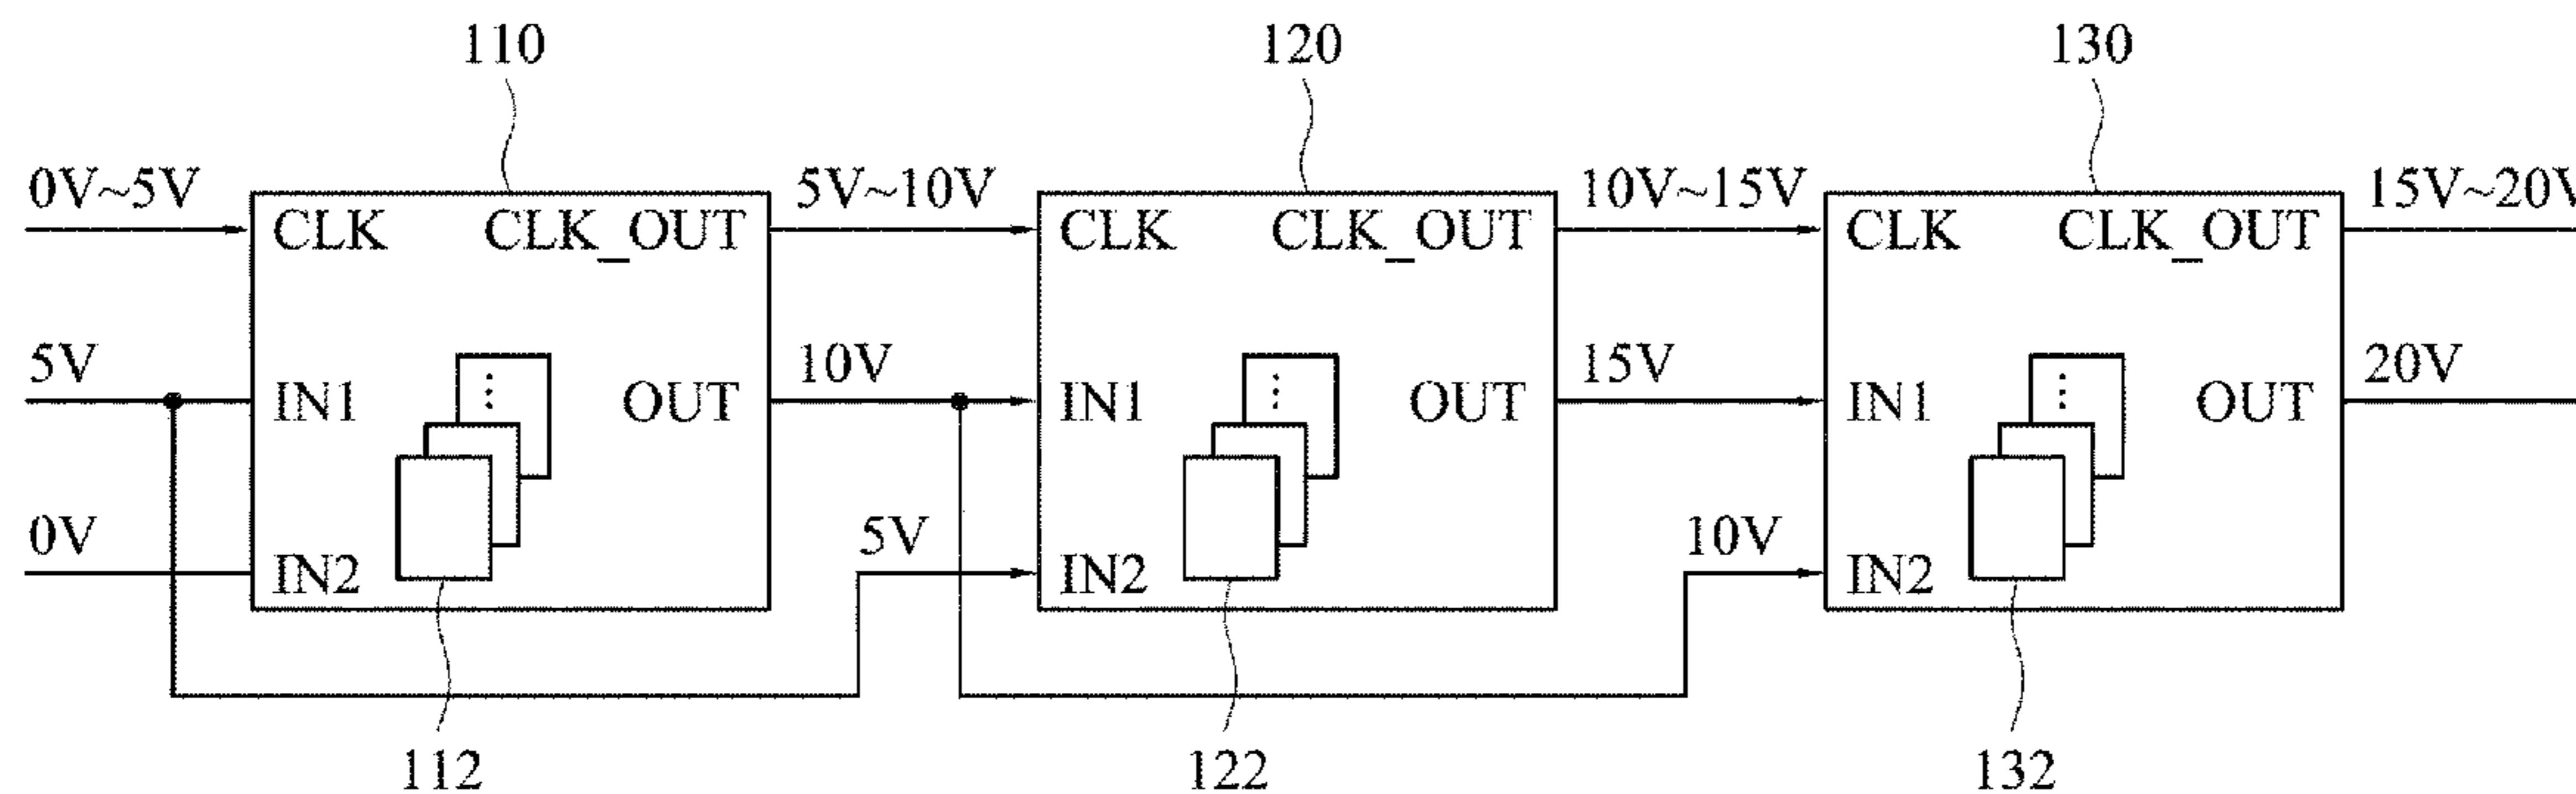 110 120 130
0V~5V 5V~10V 10V~15V 15V~20V
CLK CLK_OUT CLK CLK_OUT CLK CLK_OUT
5V 10V 15V 20V
IN1 OUT IN1 OUT IN1 OUT
0V 5V 10V
IN2 IN2 IN2
112 122 132